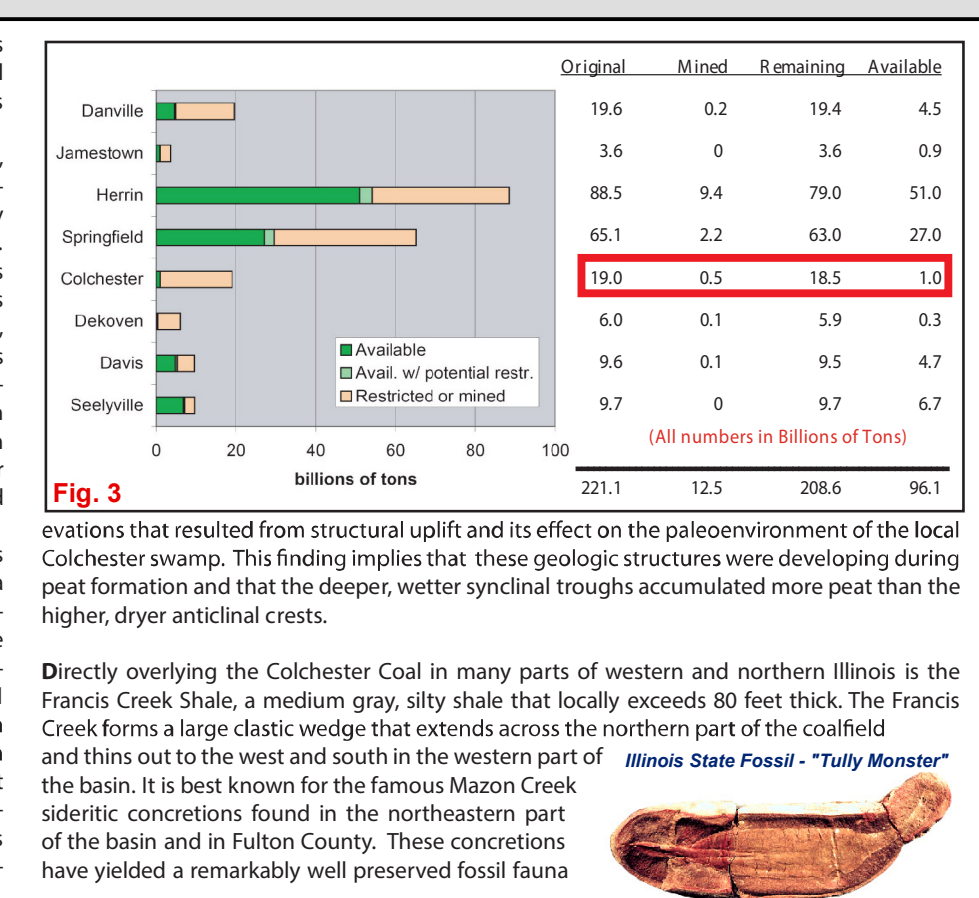 Original Mined Remaining Available
Danville 19.6 0.2 19.4 4.5
Jamestown 3.6 0 3.6 0.9
Herrin 88.5 9.4 79.0 51.0
Springfield 65.1 2.2 63.0 27.0
Colchester 19.0 0.5 18.5 1.0
Dekoven 6.0 0.1 5.9 0.3
Available
Davis 9.6 0.1 9.5 4.7
Avail. w/ potential restr.
Restricted or mined
Seelyville 9.7 0 9.7 6.7
(All numbers in Billions of Tons)
0 20 40 60 80 100
billions of tons
Fig. 3
221.1 12.5 208.6 96.1
evations that resulted from structural uplift and its effect on the paleoenvironment of the local
Colchester swamp. This finding implies that these geologic structures were developing during
peat formation and that the deeper, wetter synclinal troughs accumulated more peat than the
higher, dryer anticlinal crests.
Directly overlying the Colchester Coal in many parts of western and northern Illinois is the
Francis Creek Shale, a medium gray, silty shale that locally exceeds 80 feet thick. The Francis
Creek forms a large clastic wedge that extends across the northern part of the coalfield
and thins out to the west and south in the western part of
the basin. It is best known for the famous Mazon Creek
sideritic concretions found in the northeastern part
of the basin and in Fulton County. These concretions
have yielded a remarkably well preserved fossil fauna
Illinois State Fossil - "Tully Monster"